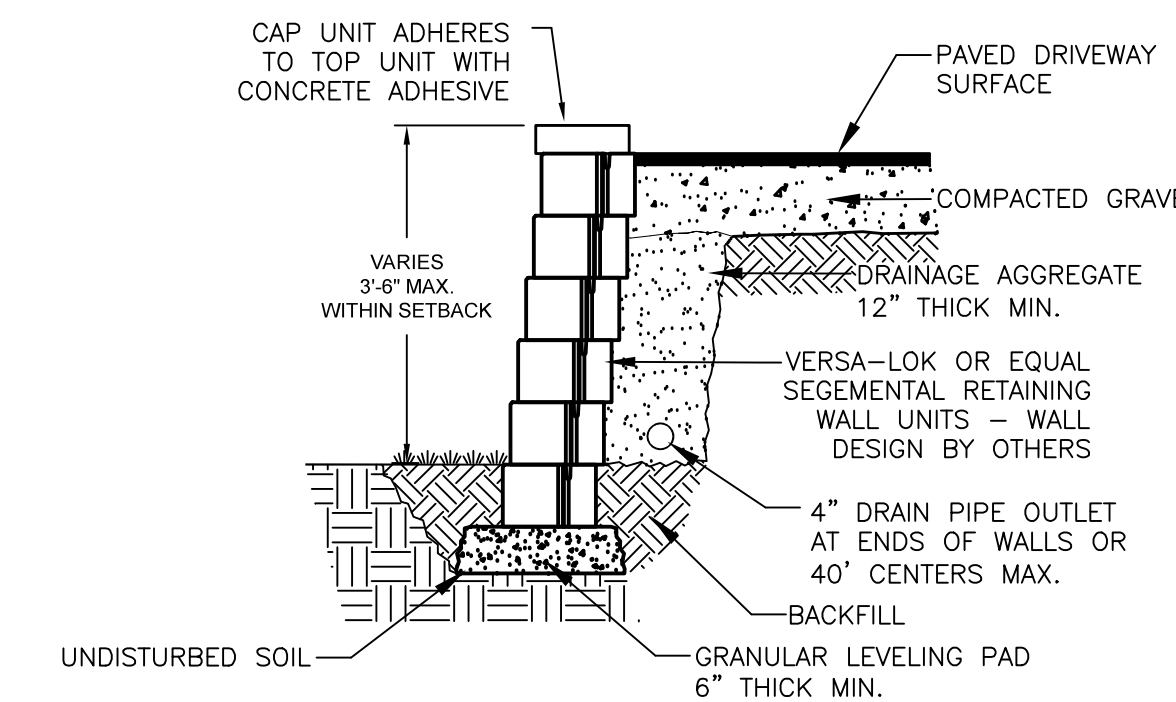 CAP UNIT ADHERES
TO TOP UNIT WITH
CONCRETE ADHESIVE
PAVED DRIVEWAY
SURFACE
COMPACTED GRAVE
VARIES
3'-6" MAX.
WITHIN SETBACK
DRAINAGE AGGREGATE
12" THICK MIN.
VERSA–LOK OR EQUAL
SEGEMENTAL RETAINING
WALL UNITS – WALL
DESIGN BY OTHERS
4" DRAIN PIPE OUTLET
AT ENDS OF WALLS OR
40' CENTERS MAX.
BACKFILL
UNDISTURBED SOIL
GRANULAR LEVELING PAD
6" THICK MIN.